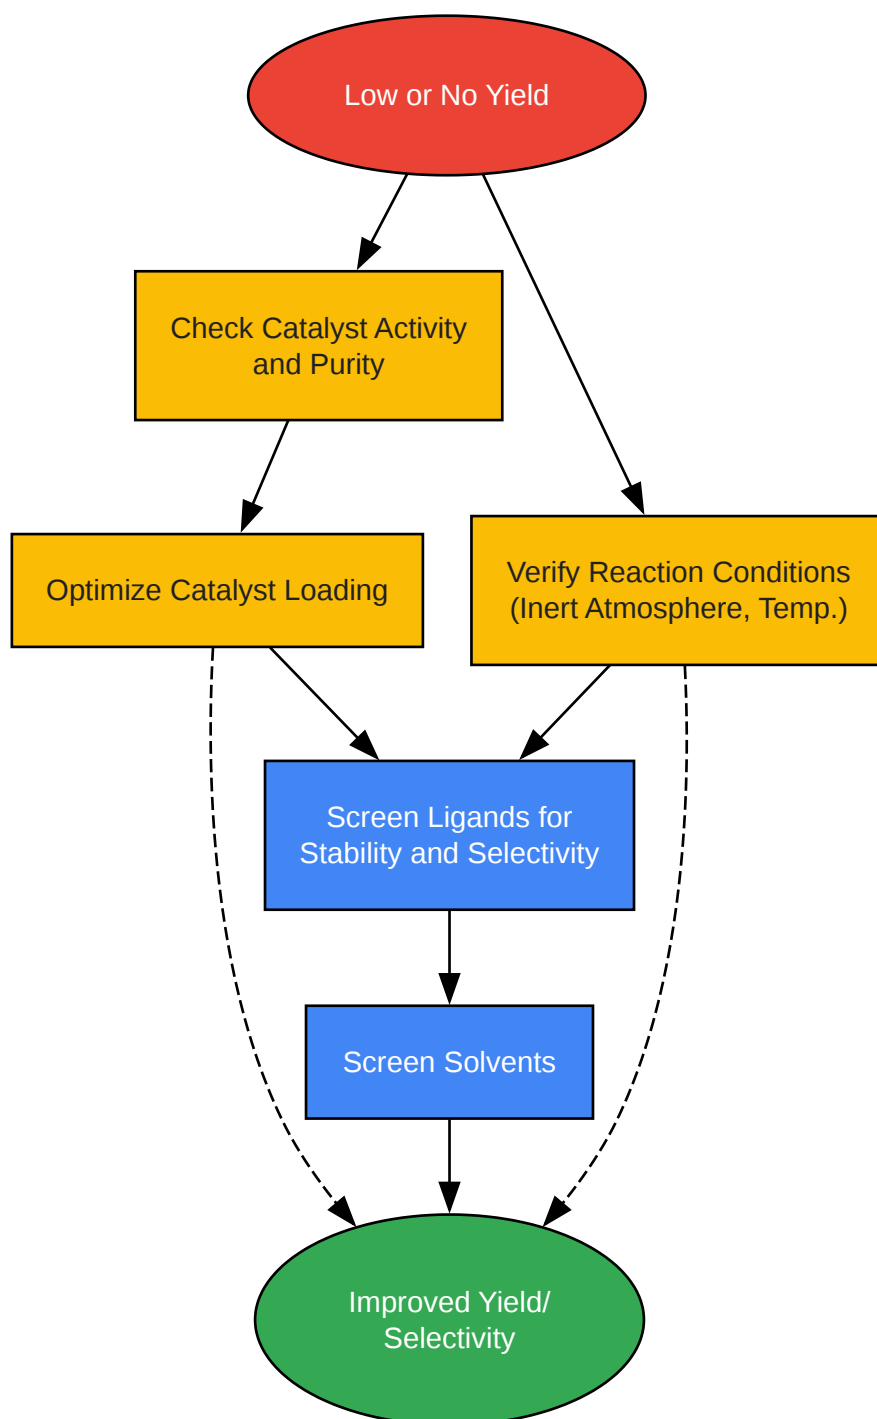 Low or No Yield
Check Catalyst Activity
and Purity
Optimize Catalyst Loading
Verify Reaction Conditions
(Inert Atmosphere, Temp.)
Screen Ligands for
Stability and Selectivity
Screen Solvents
Improved Yield/
Selectivity